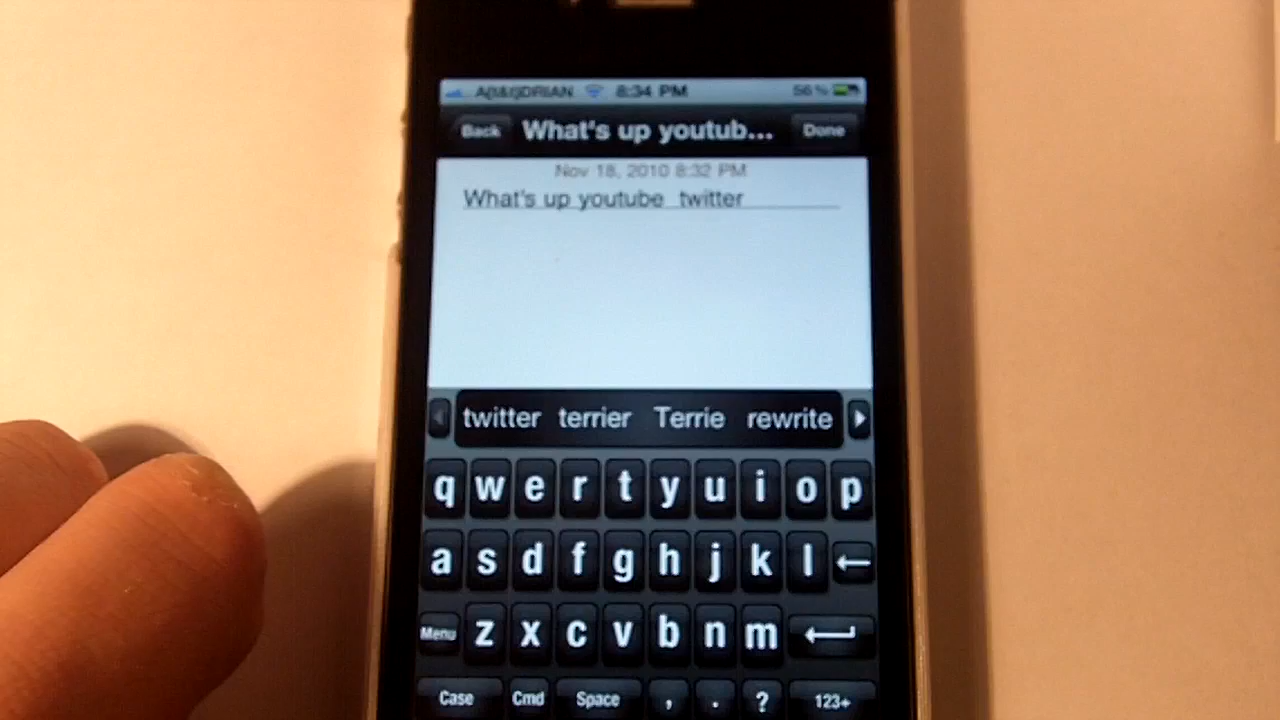 A(t&t)DRIAN 8:34 PM 56%
Back What's up youtub... Done
Nov 18, 2010 8:32 PM
What's up youtube twitter
twitter terrier Terrie rewrite
q w e r t y u i o p
a s d f g h j k l
Menu z x c v b n m
Case Cmd Space , . ? 123+